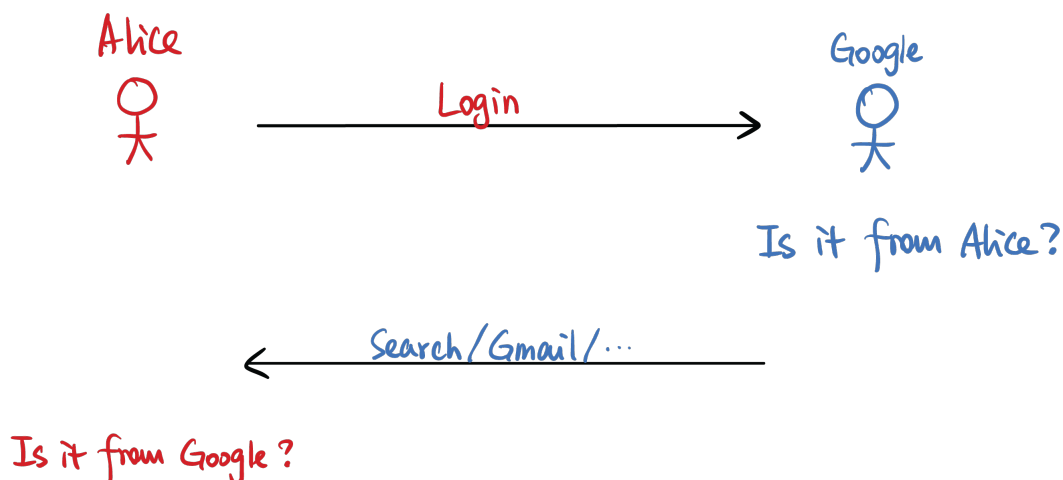 Alice
Google
Login
Is it from Alice?
Search/Gmail/...
Is it from Google?